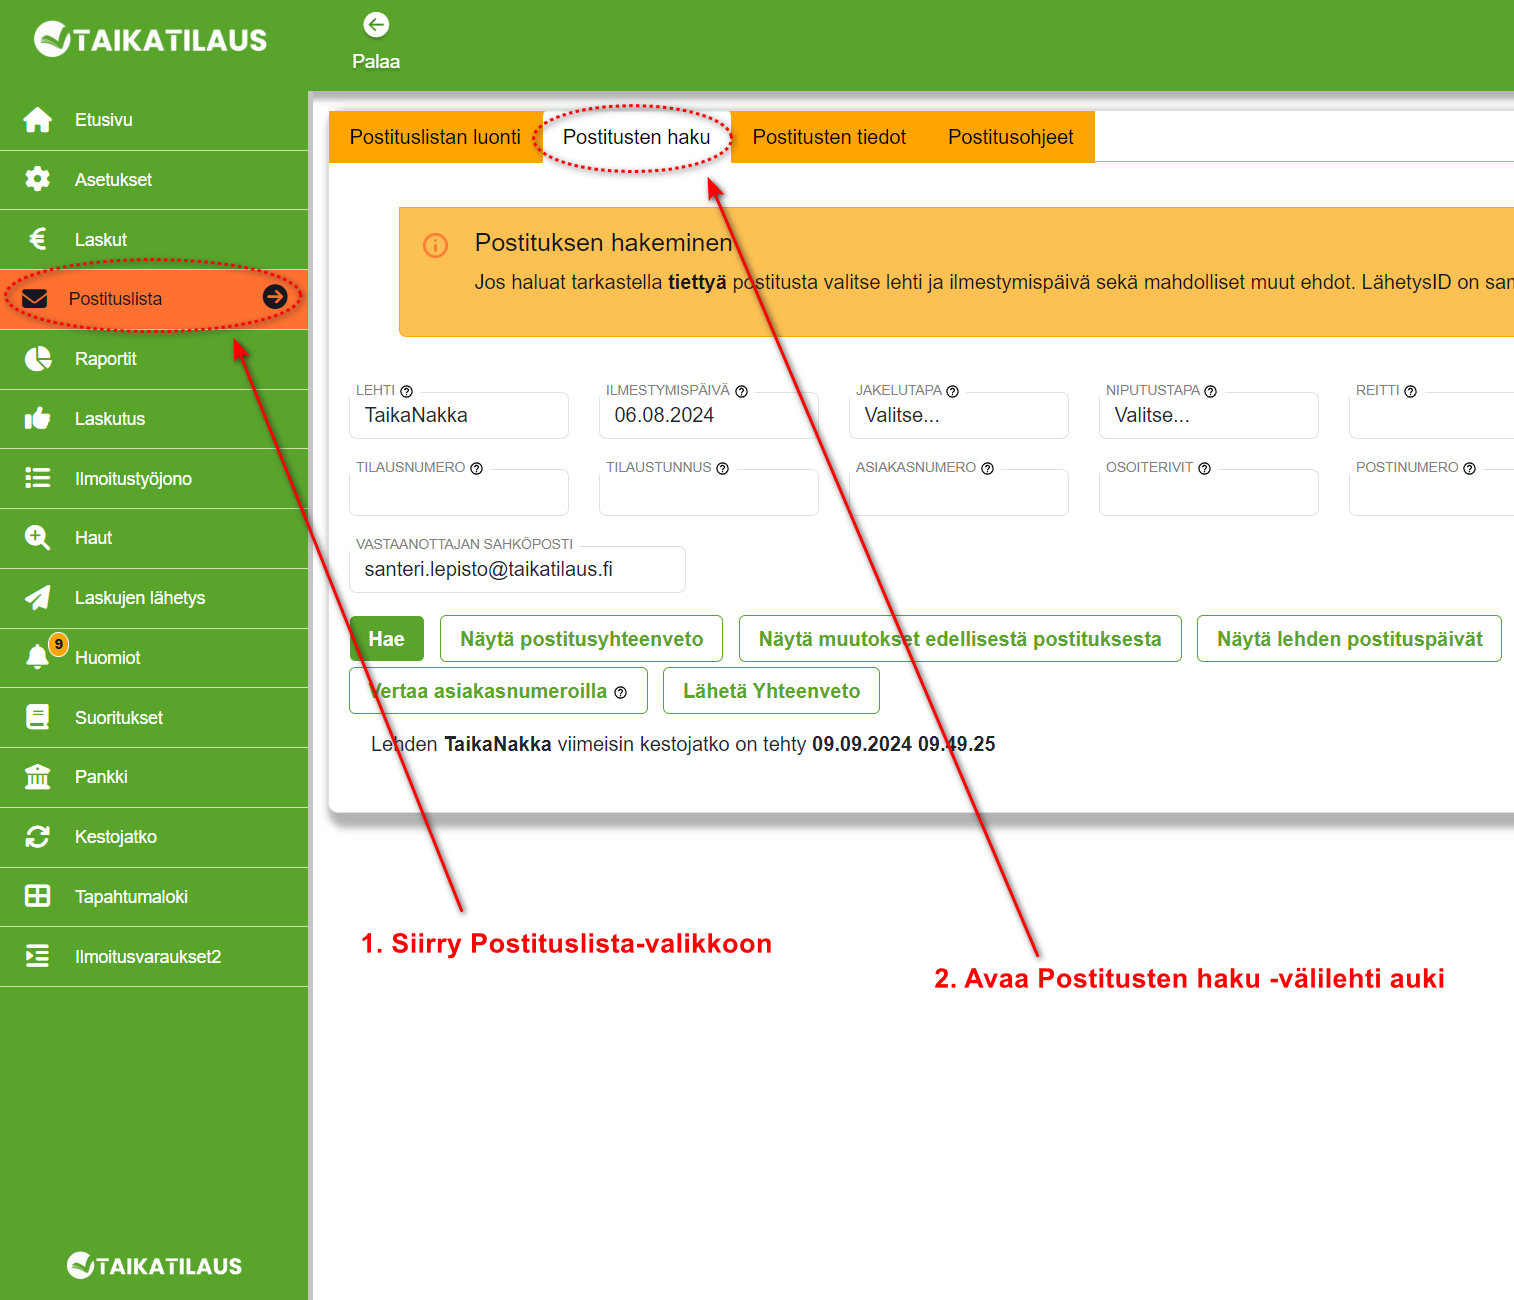 TAIKATILAUS
Palaa
Etusivu
Asetukset
Laskut
Postituslista
Raportit
Laskutus
Ilmoitustyöjono
Haut
Laskujen lähetys
9
Huomiot
Suoritukset
Pankki
Kestojatko
Tapahtumaloki
Ilmoitusvaraukset2
TAIKATILAUS
Postituslistan luonti Postitusten haku Postitusten tiedot Postitusohjeet
Postituksen hakeminen
Jos haluat tarkastella tiettyä postitusta valitse lehti ja ilmestymispäivä sekä mahdolliset muut ehdot. LähetysID on san
LEHTI ILMESTYMISPÄIVÄ JAKELUTAPA NIPUTUSTAPA REITTI
TaikaNakka 06.08.2024 Valitse... Valitse...
TILAUSNUMERO TILAUSTUNNUS ASIAKASNUMERO OSOITERIVIT POSTINUMERO
VASTAANOTTAJAN SAHKÖPOSTI
santeri.lepisto@taikatilaus.fi
Hae Näytä postitusyhteenveto Näytä muutokset edellisestä postituksesta Näytä lehden postituspäivät
Vertaa asiakasnumeroilla Lähetä Yhteenveto
Lehden TaikaNakka viimeisin kestojatko on tehty 09.09.2024 09.49.25
1. Siirry Postituslista-valikkoon
2. Avaa Postitusten haku -välilehti auki